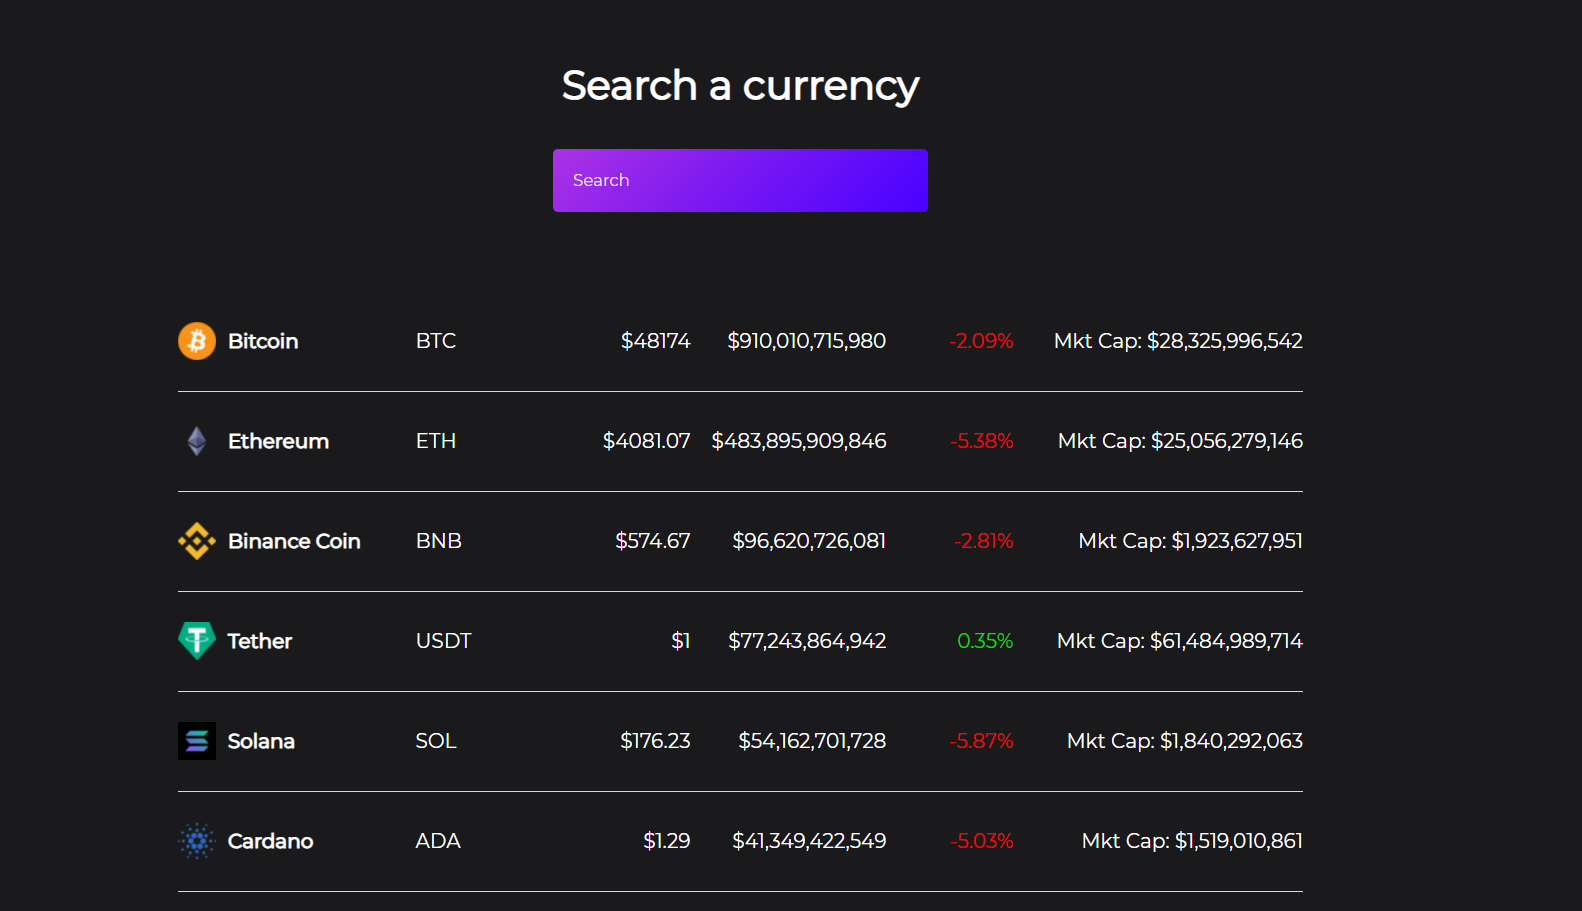 Search a currency
Search
Bitcoin BTC $48174 $910,010,715,980 -2.09% Mkt Cap: $28,325,996,542
Ethereum ETH $4081.07 $483,895,909,846 -5.38% Mkt Cap: $25,056,279,146
Binance Coin BNB $574.67 $96,620,726,081 -2.81% Mkt Cap: $1,923,627,951
Tether USDT $1 $77,243,864,942 0.35% Mkt Cap: $61,484,989,714
Solana SOL $176.23 $54,162,701,728 -5.87% Mkt Cap: $1,840,292,063
Cardano ADA $1.29 $41,349,422,549 -5.03% Mkt Cap: $1,519,010,861